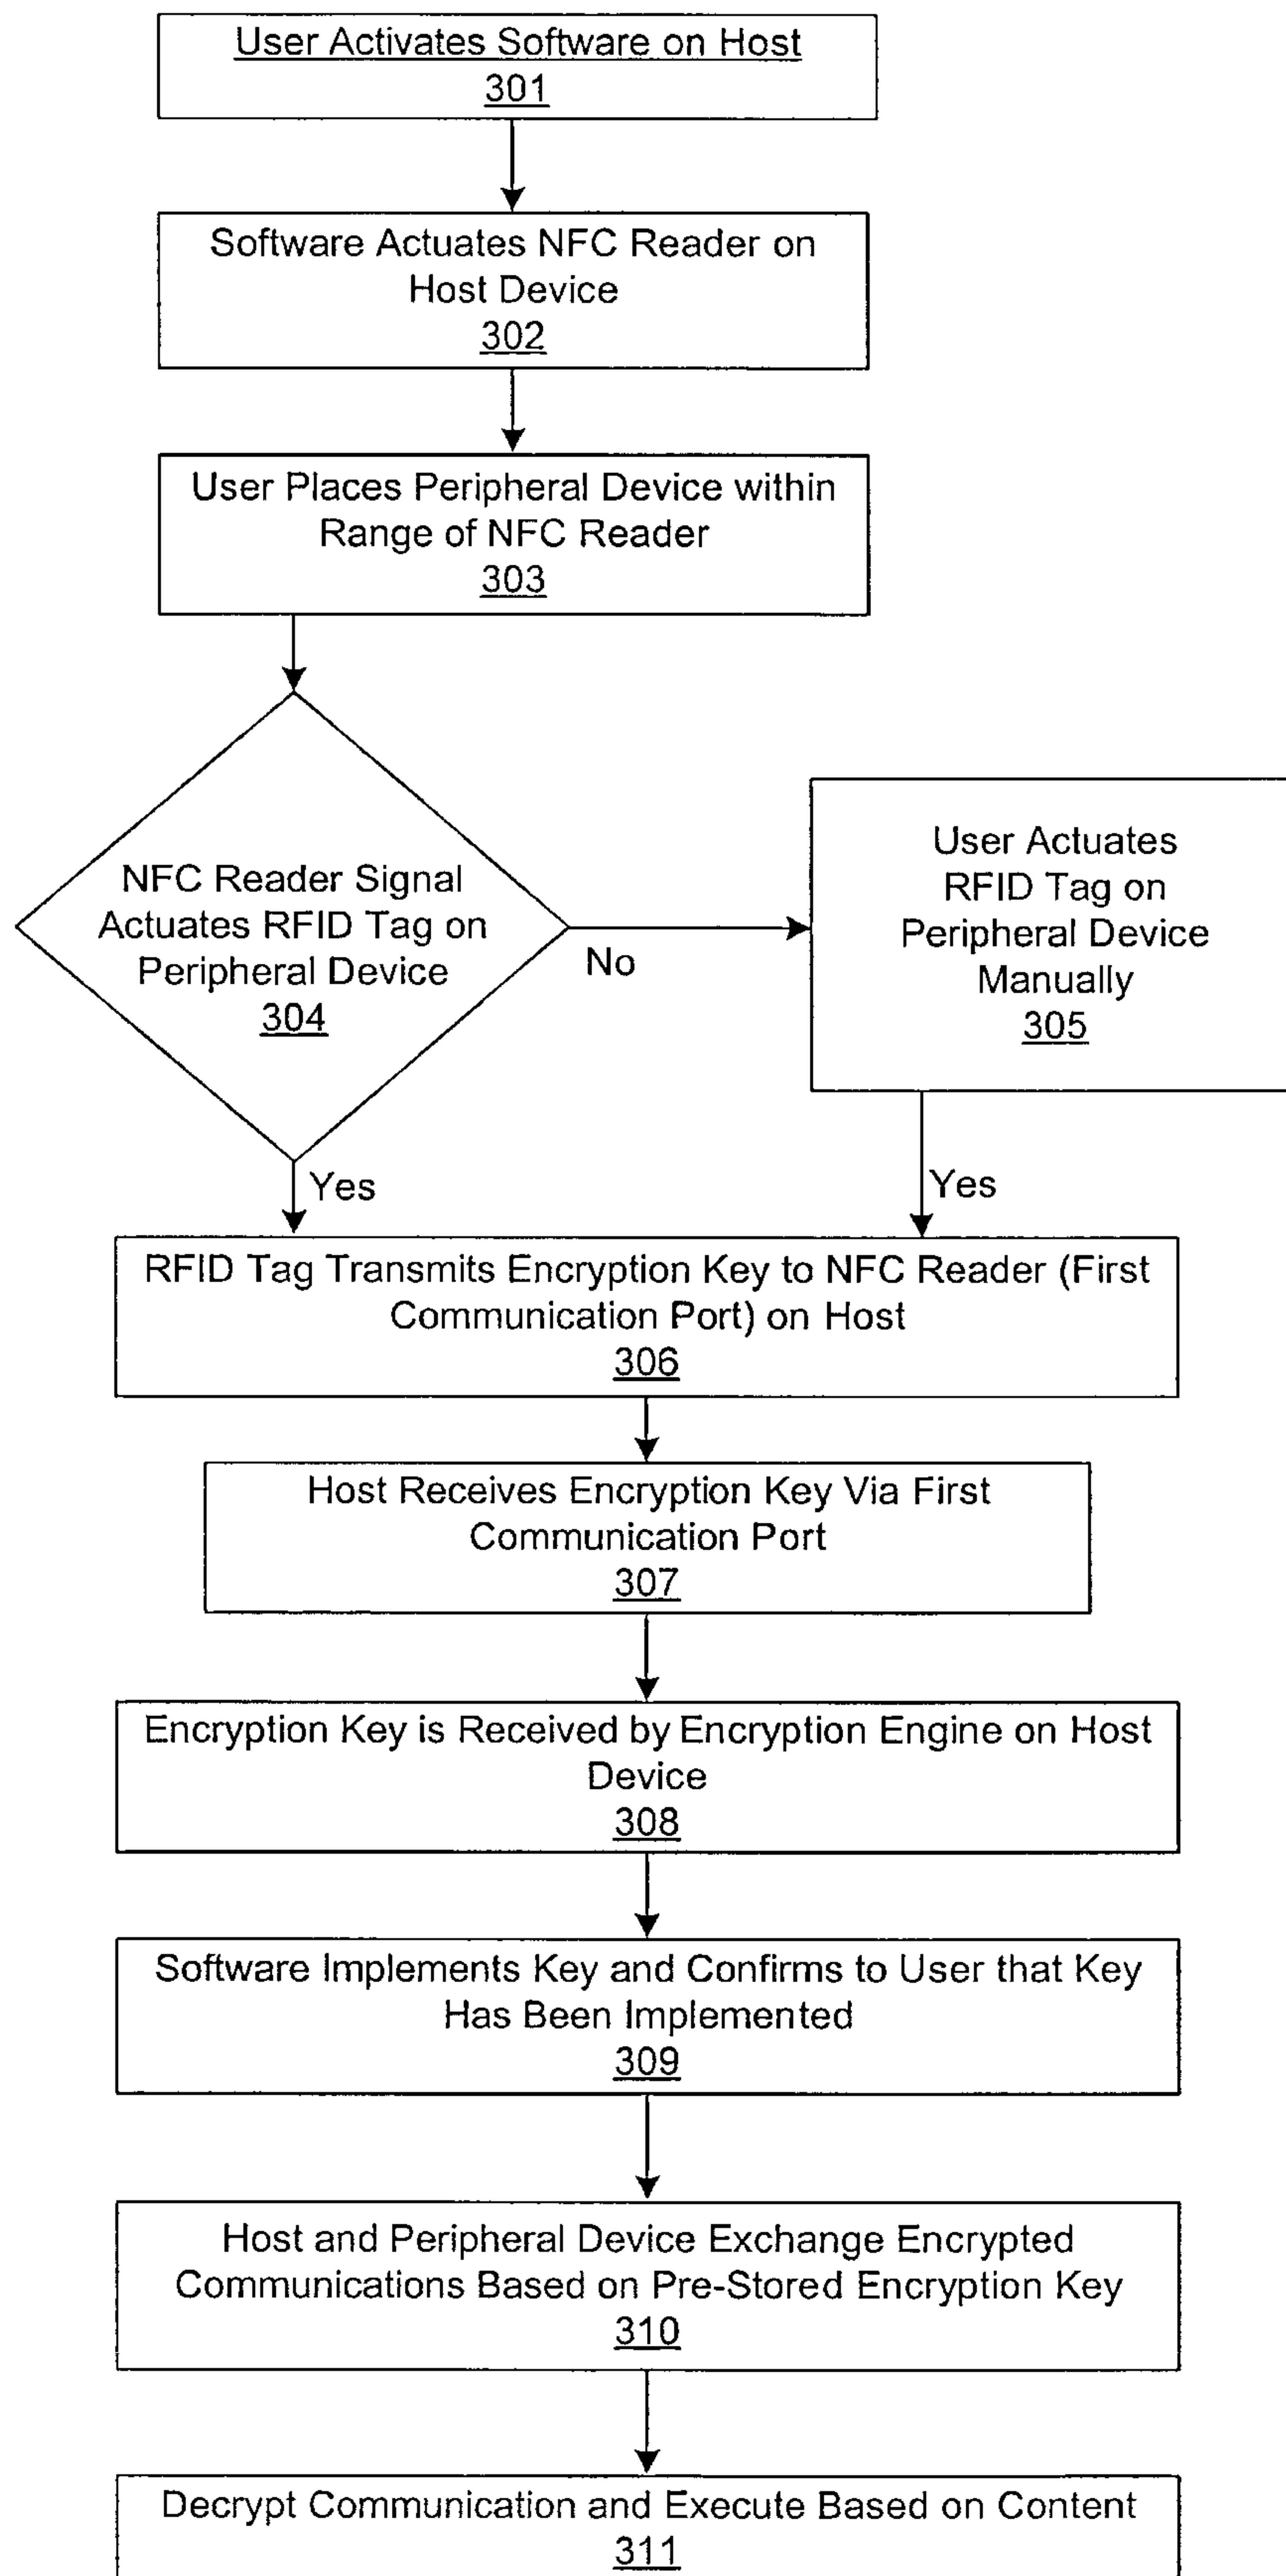 User Activates Software on Host
301
Software Actuates NFC Reader on
Host Device
302
User Places Peripheral Device within
Range of NFC Reader
303
NFC Reader Signal
Actuates RFID Tag on
Peripheral Device
304
No
User Actuates
RFID Tag on
Peripheral Device
Manually
305
Yes
Yes
RFID Tag Transmits Encryption Key to NFC Reader (First
Communication Port) on Host
306
Host Receives Encryption Key Via First
Communication Port
307
Encryption Key is Received by Encryption Engine on Host
Device
308
Software Implements Key and Confirms to User that Key
Has Been Implemented
309
Host and Peripheral Device Exchange Encrypted
Communications Based on Pre-Stored Encryption Key
310
Decrypt Communication and Execute Based on Content
311